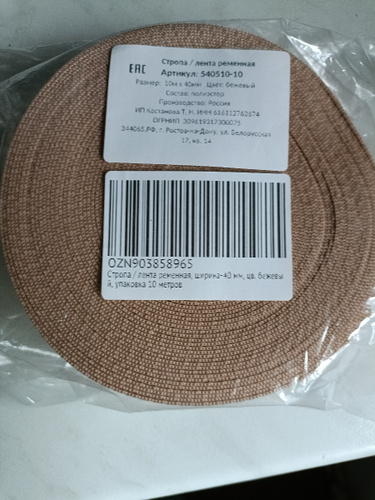 EAC
Стропа / лента ременная
Артикул: 540510-10
Размер: 10м х 40мм Цвет: бежевый
Состав: полиэстер
Производство: Россия
ИП Костанова Т. Н. ИНН 616312762674
ОГРНИП 309619317300075
344065,РФ, г. Ростов-на-Дону, ул. Белорусская
17, кв. 14
OZN903858965
Стропа / лента ременная, ширина-40 мм, цв. бежевы
й, упаковка 10 метров